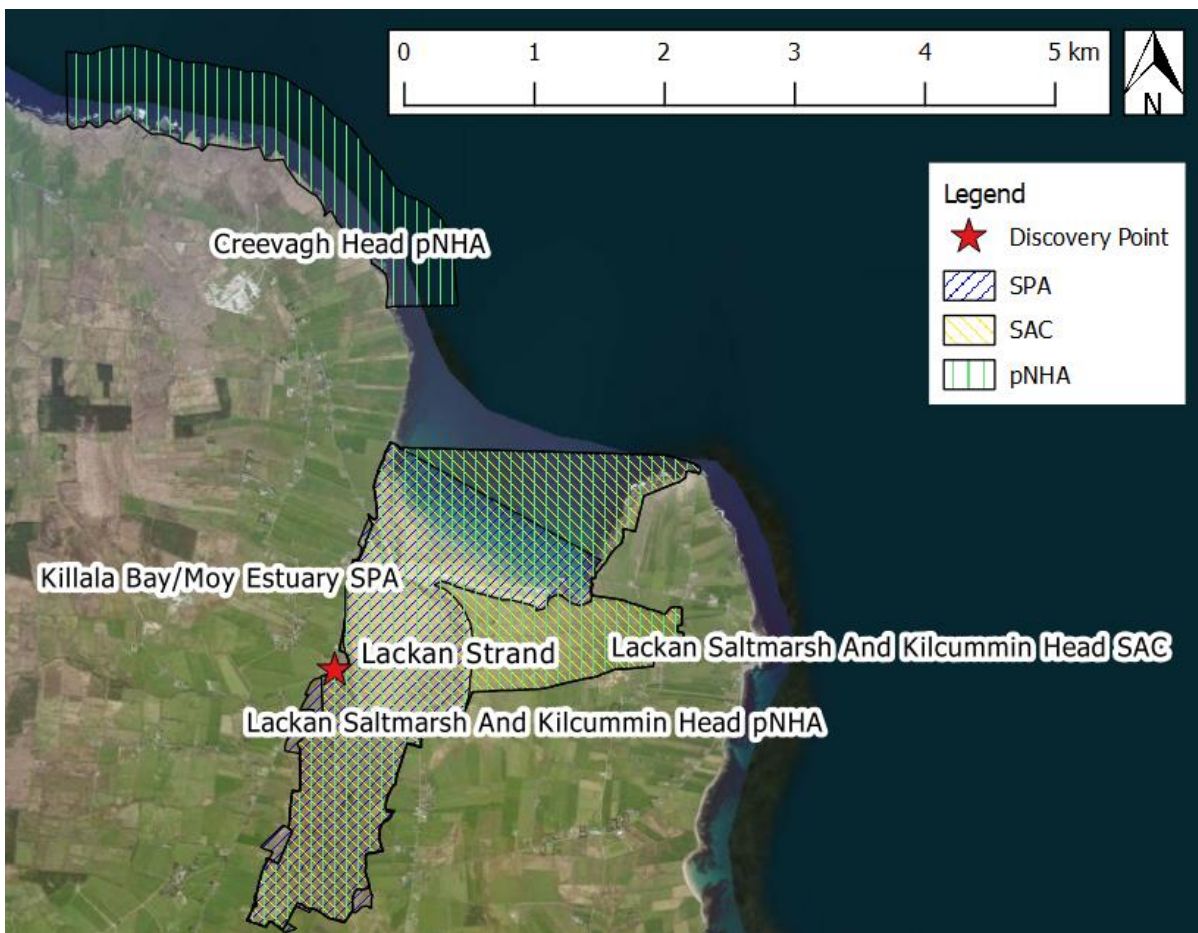 0 1 2 3 4 5 km
N
Legend
Discovery Point
SPA
SAC
pNHA
Creevagh Head pNHA
Killala Bay/Moy Estuary SPA
Lackan Strand
Lackan Saltmarsh And Kilcummin Head SAC
Lackan Saltmarsh And Kilcummin Head pNHA